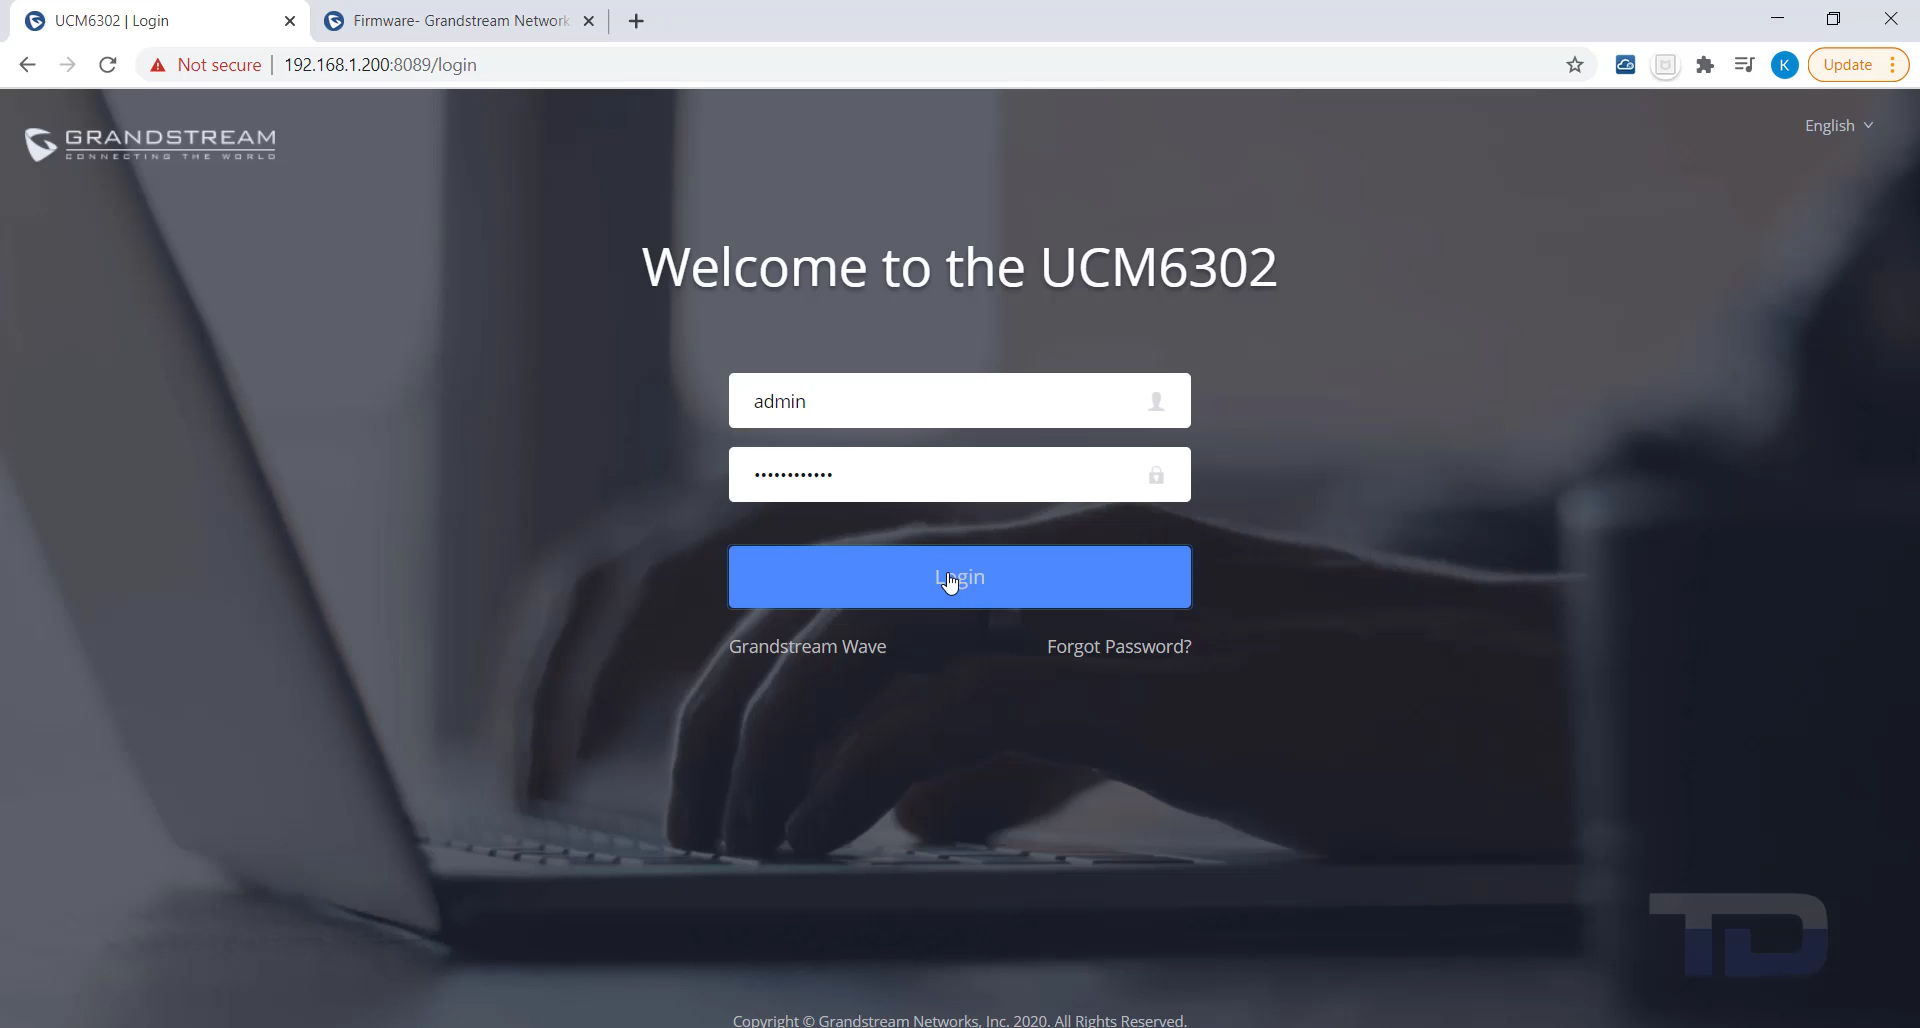 UCM6302 | Login
Firmware- Grandstream Network
Not secure
192.168.1.200:8089/login
K
Update
GRANDSTREAM
CONNECTING THE WORLD
English
Welcome to the UCM6302
admin
••••••••••••
Login
Grandstream Wave
Forgot Password?
TD
Copyright © Grandstream Networks, Inc. 2020. All Rights Reserved.